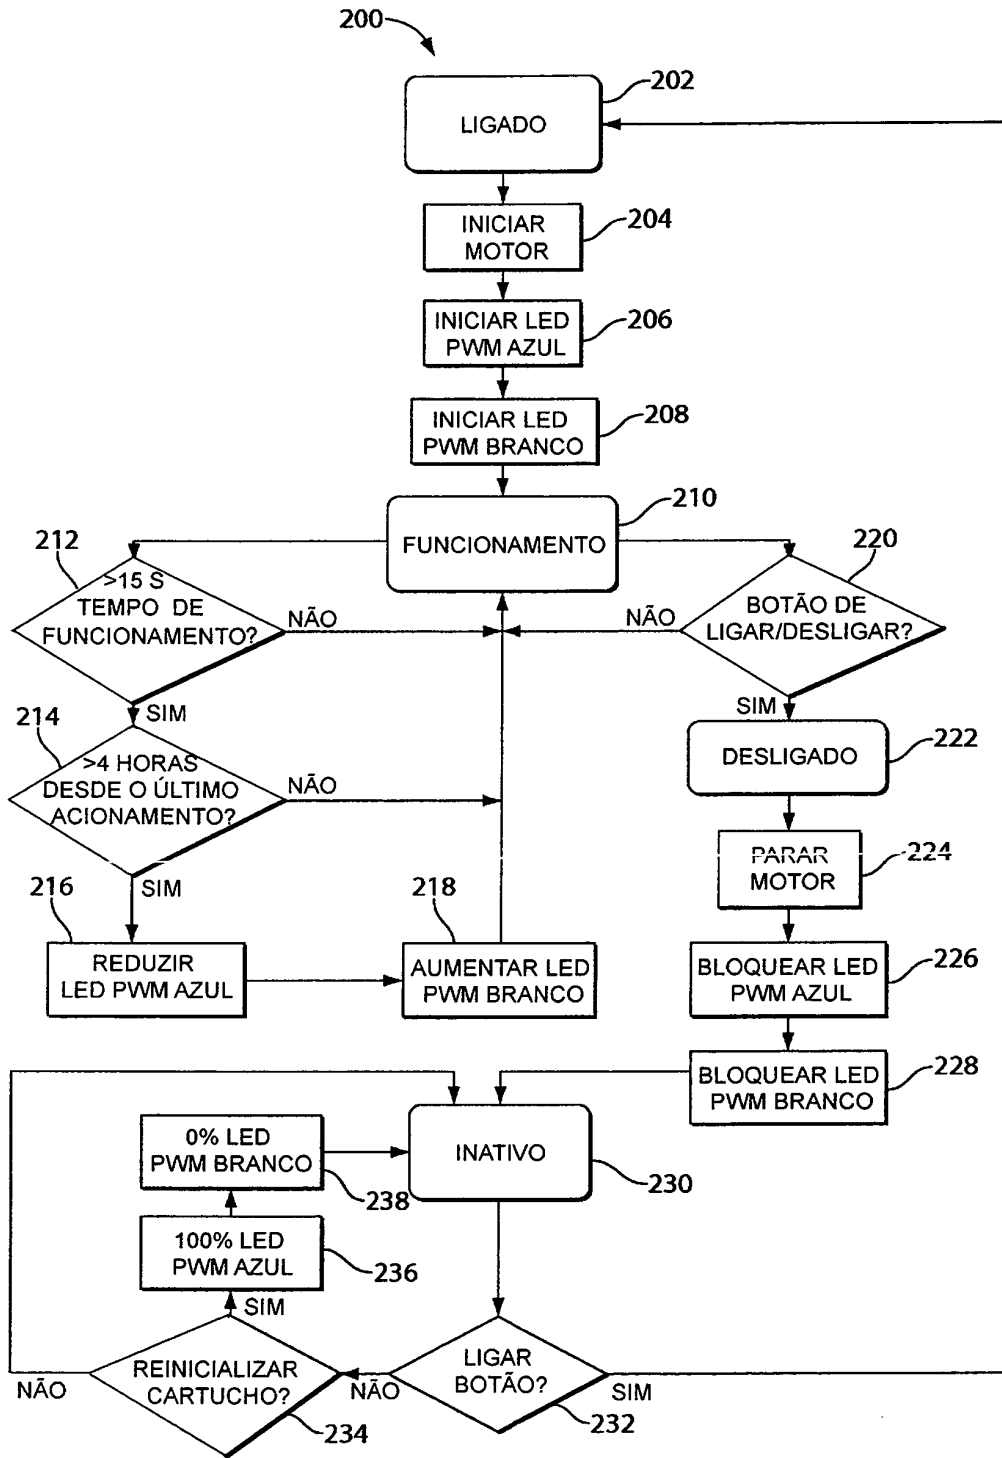 200
202
LIGADO
INICIAR
MOTOR
204
INICIAR LED
PWM AZUL
206
INICIAR LED
PWM BRANCO
208
FUNCIONAMENTO
210
212
>15 S
TEMPO DE
FUNCIONAMENTO?
NÃO
SIM
220
BOTÃO DE
LIGAR/DESLIGAR?
NÃO
SIM
214
>4 HORAS
DESDE O ÚLTIMO
ACIONAMENTO?
NÃO
SIM
DESLIGADO
222
PARAR
MOTOR
224
216
REDUZIR
LED PWM AZUL
218
AUMENTAR LED
PWM BRANCO
BLOQUEAR LED
PWM AZUL
226
BLOQUEAR LED
PWM BRANCO
228
0% LED
PWM BRANCO
238
INATIVO
230
100% LED
PWM AZUL
236
SIM
REINICIALIZAR
CARTUCHO?
234
NÃO
NÃO
LIGAR
BOTÃO?
232
SIM